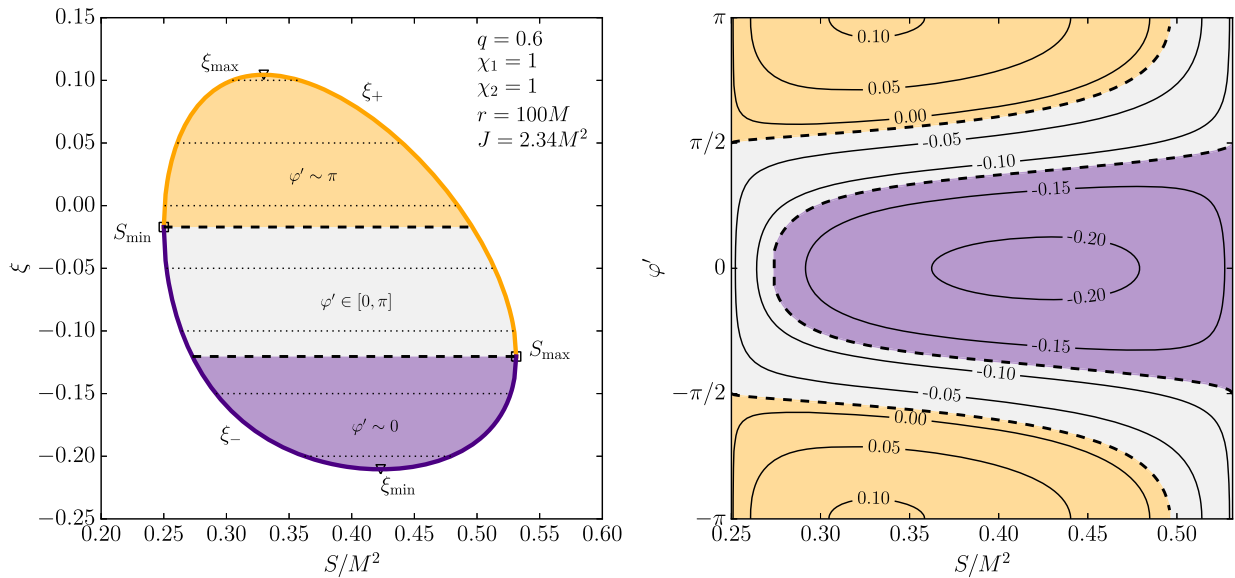 0.15
0.10
0.05
0.00
−0.05
−0.10
−0.15
−0.20
−0.25
ξ
0.20 0.25 0.30 0.35 0.40 0.45 0.50 0.55 0.60
S/M²
q = 0.6
χ₁ = 1
χ₂ = 1
r = 100M
J = 2.34M²
ξmax
ξ₊
φ′ ∼ π
Smin
φ′ ∈ [0, π]
Smax
φ′ ∼ 0
ξ₋
ξmin
π
π/2
0
−π/2
−π
φ′
0.25 0.30 0.35 0.40 0.45 0.50
S/M²
0.10
0.05
0.00
-0.05
-0.10
-0.15
-0.20
-0.20
-0.15
-0.10
-0.05
0.00
0.05
0.10